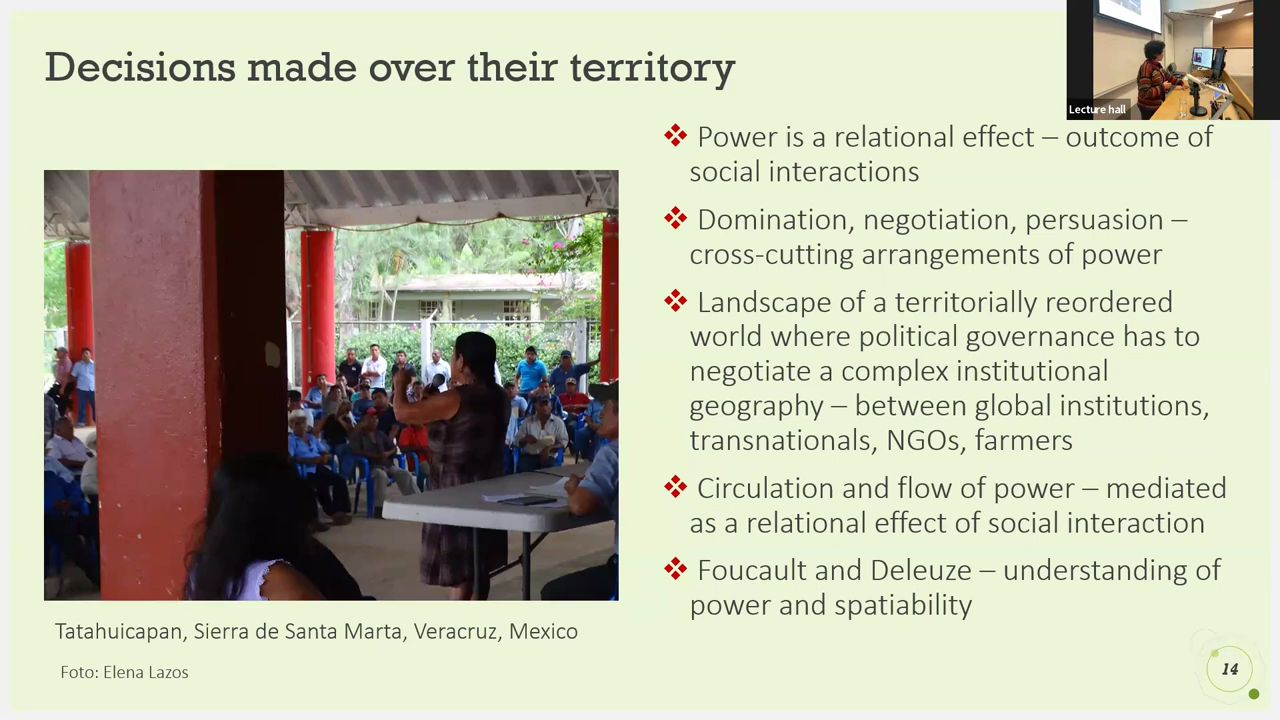 Decisions made over their territory
Lecture hall
❖ Power is a relational effect – outcome of
social interactions
❖ Domination, negotiation, persuasion –
cross-cutting arrangements of power
❖ Landscape of a territorially reordered
world where political governance has to
negotiate a complex institutional
geography – between global institutions,
transnationals, NGOs, farmers
❖ Circulation and flow of power – mediated
as a relational effect of social interaction
❖ Foucault and Deleuze – understanding of
power and spatiability
Tatahuicapan, Sierra de Santa Marta, Veracruz, Mexico
Foto: Elena Lazos
14